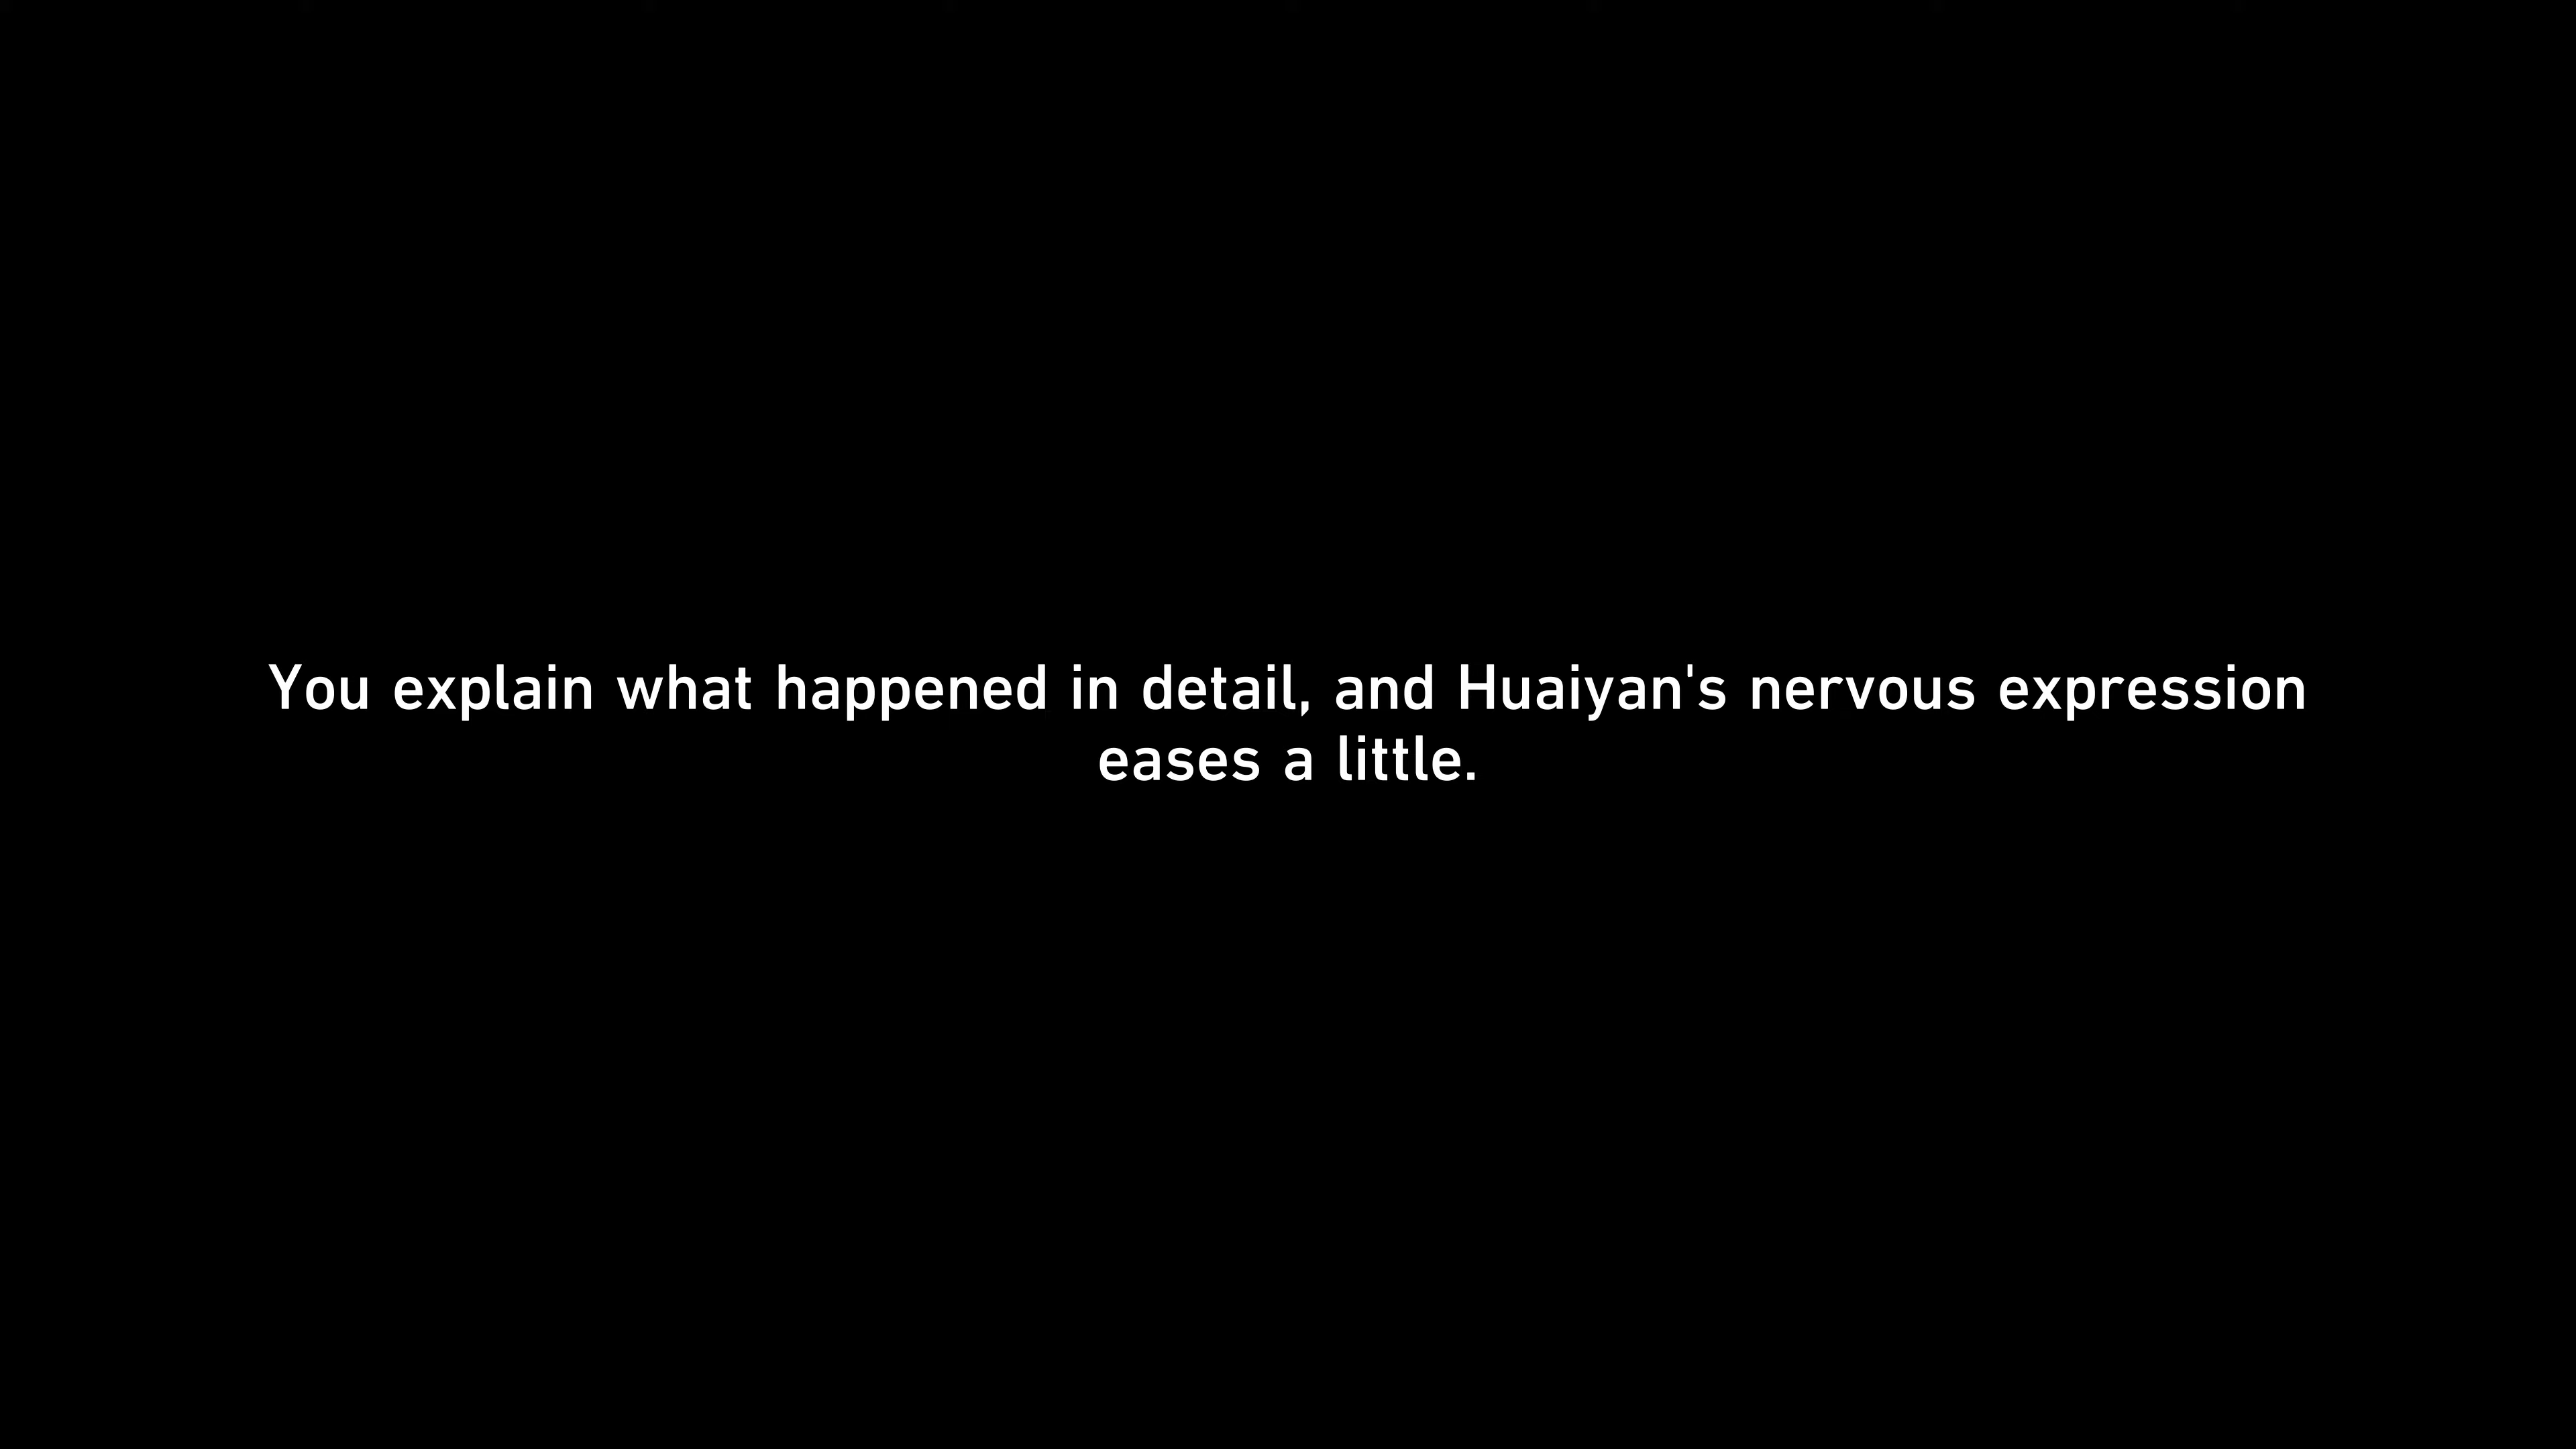 You explain what happened in detail, and Huaiyan's nervous expression
eases a little.